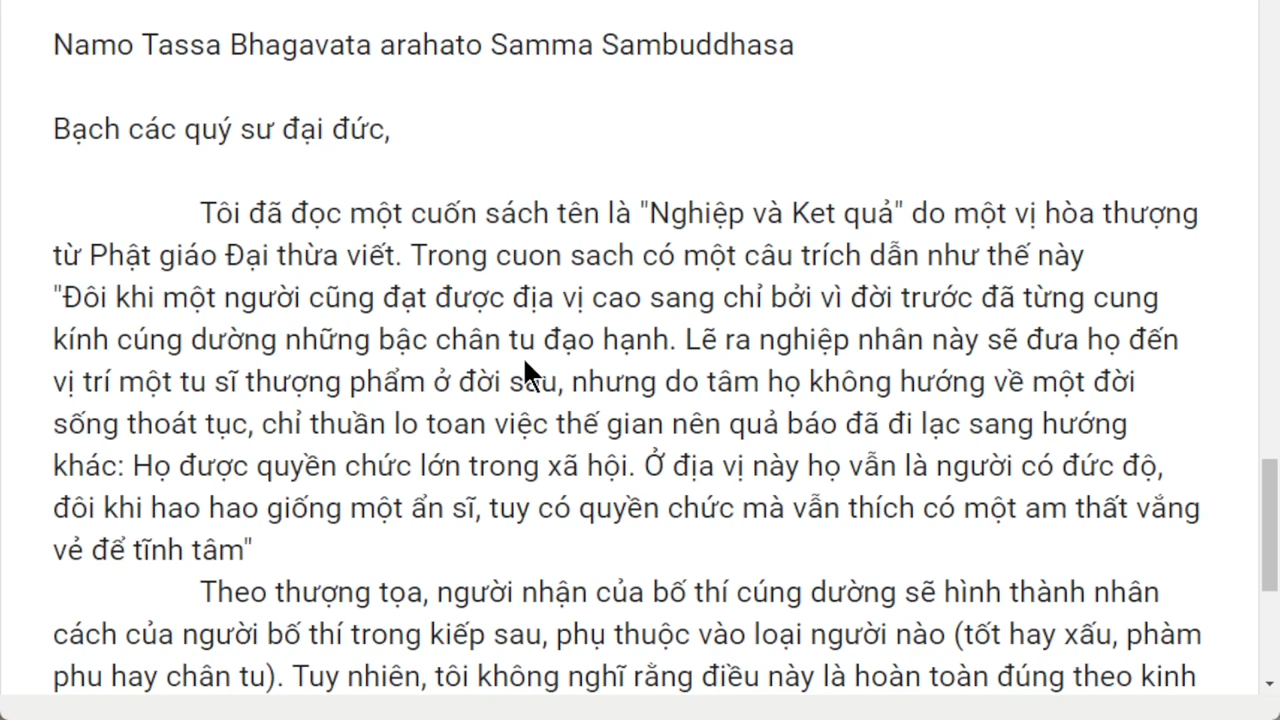 Namo Tassa Bhagavata arahato Samma Sambuddhasa
Bạch các quý sư đại đức,
Tôi đã đọc một cuốn sách tên là "Nghiệp và Ket quả" do một vị hòa thượng
từ Phật giáo Đại thừa viết. Trong cuon sach có một câu trích dẫn như thế này
"Đôi khi một người cũng đạt được địa vị cao sang chỉ bởi vì đời trước đã từng cung
kính cúng dường những bậc chân tu đạo hạnh. Lẽ ra nghiệp nhân này sẽ đưa họ đến
vị trí một tu sĩ thượng phẩm ở đời sau, nhưng do tâm họ không hướng về một đời
sống thoát tục, chỉ thuần lo toan việc thế gian nên quả báo đã đi lạc sang hướng
khác: Họ được quyền chức lớn trong xã hội. Ở địa vị này họ vẫn là người có đức độ,
đôi khi hao hao giống một ẩn sĩ, tuy có quyền chức mà vẫn thích có một am thất vắng
vẻ để tĩnh tâm"
Theo thượng tọa, người nhận của bố thí cúng dường sẽ hình thành nhân
cách của người bố thí trong kiếp sau, phụ thuộc vào loại người nào (tốt hay xấu, phàm
phu hay chân tu). Tuy nhiên, tôi không nghĩ rằng điều này là hoàn toàn đúng theo kinh